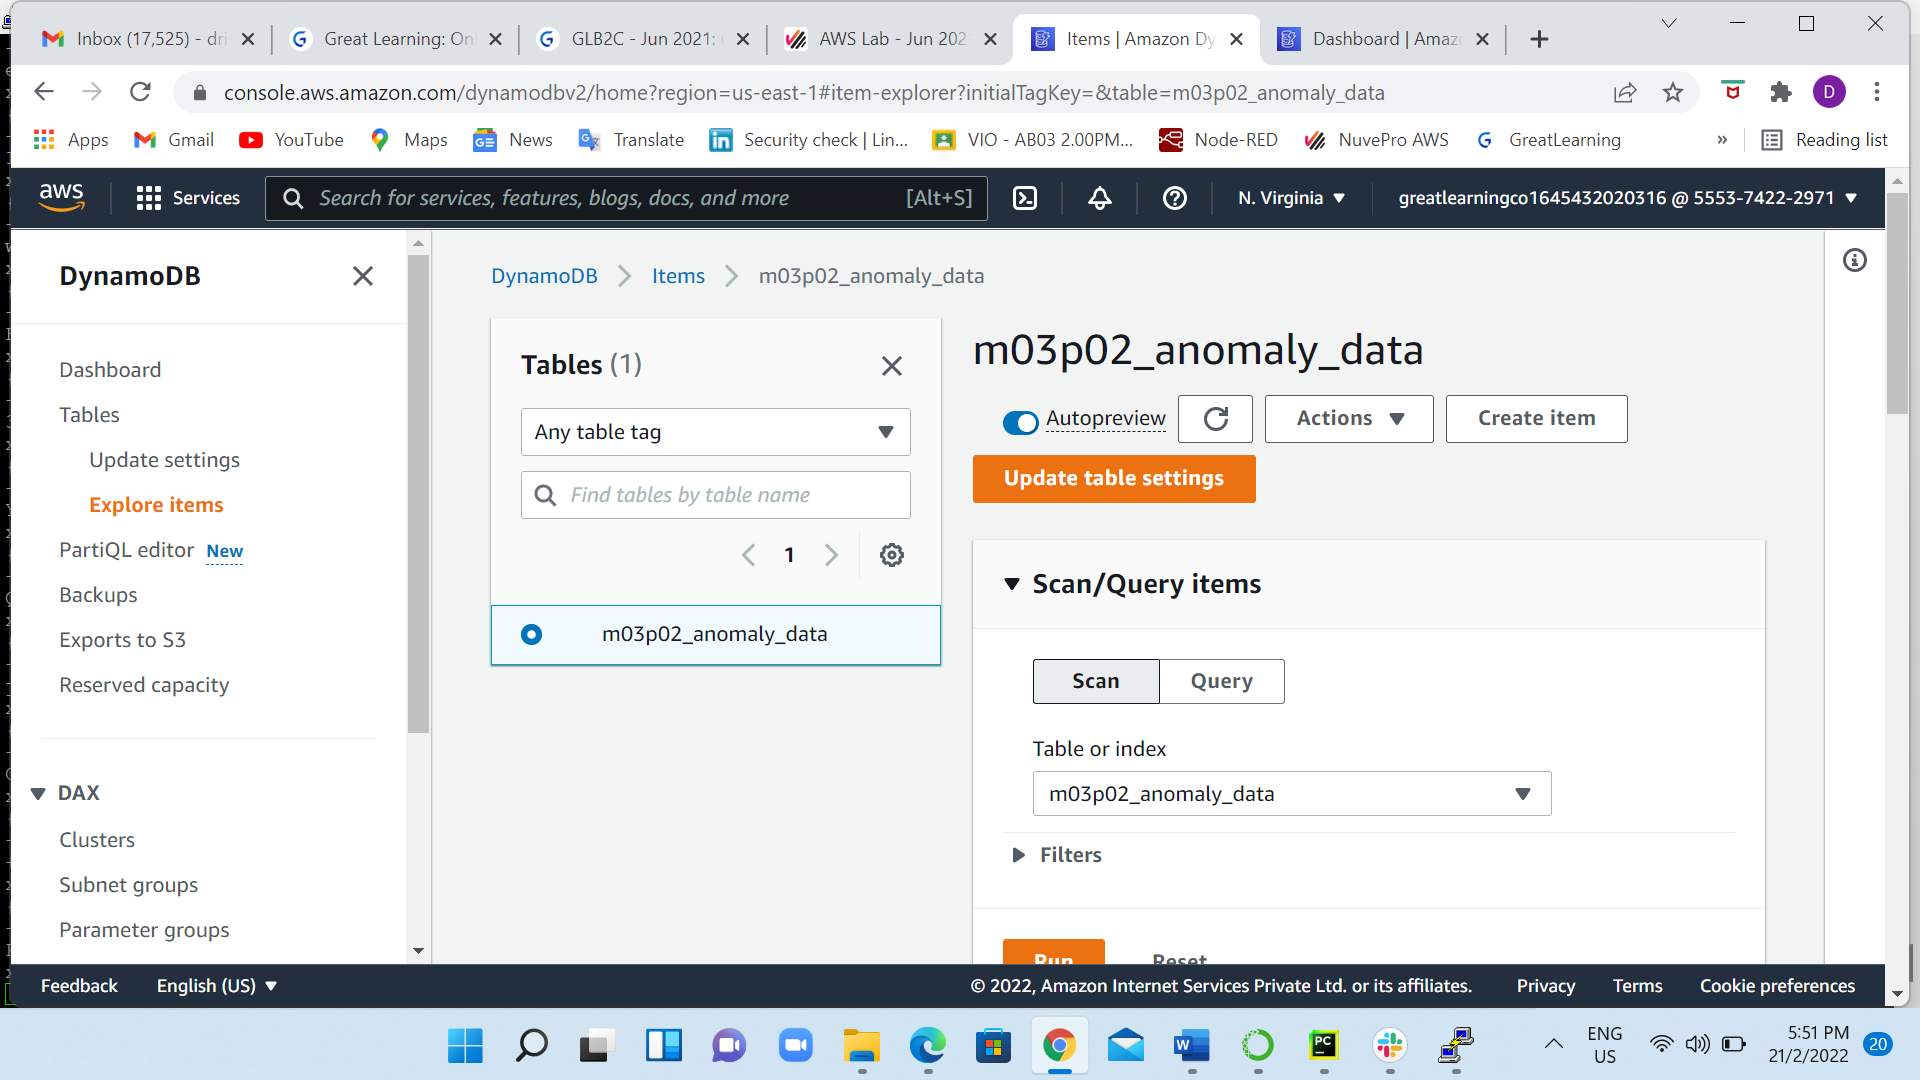 Inbox (17,525) - dri
Great Learning: On
GLB2C - Jun 2021:
AWS Lab - Jun 202
Items | Amazon Dy
Dashboard | Amaz
console.aws.amazon.com/dynamodbv2/home?region=us-east-1#item-explorer?initialTagKey=&table=m03p02_anomaly_data
D
Apps
Gmail
YouTube
Maps
News
Translate
Security check | Lin...
VIO - AB03 2.00PM...
Node-RED
NuvePro AWS
GreatLearning
»
Reading list
aws
Services
Search for services, features, blogs, docs, and more
[Alt+S]
N. Virginia
greatlearningco1645432020316 @ 5553-7422-2971
DynamoDB
Dashboard
Tables
Update settings
Explore items
PartiQL editor New
Backups
Exports to S3
Reserved capacity
DAX
Clusters
Subnet groups
Parameter groups
DynamoDB
Items
m03p02_anomaly_data
Tables (1)
Any table tag
Find tables by table name
1
m03p02_anomaly_data
m03p02_anomaly_data
Autopreview
Actions
Create item
Update table settings
Scan/Query items
Scan
Query
Table or index
m03p02_anomaly_data
Filters
Run
Reset
Feedback
English (US)
© 2022, Amazon Internet Services Private Ltd. or its affiliates.
Privacy
Terms
Cookie preferences
ENG
US
5:51 PM
21/2/2022
20